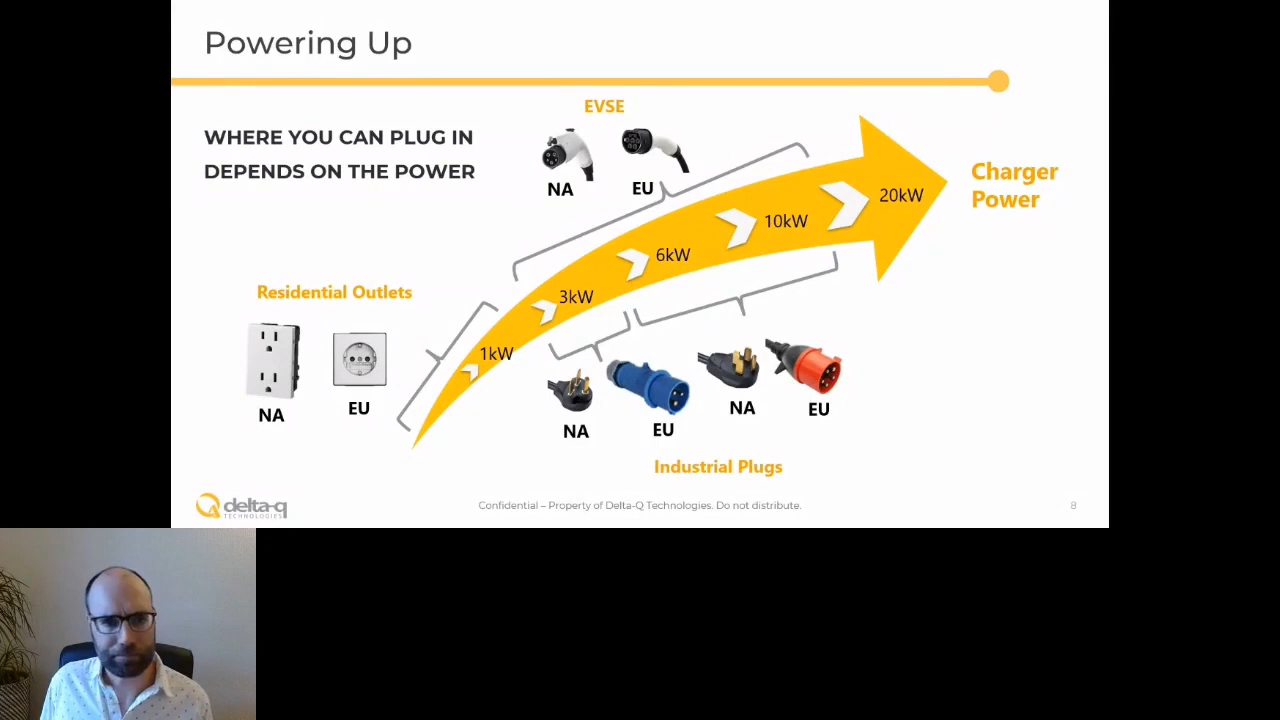 Powering Up
WHERE YOU CAN PLUG IN
DEPENDS ON THE POWER
EVSE
NA
EU
Charger
Power
20kW
10kW
6kW
3kW
1kW
Residential Outlets
NA
EU
NA
EU
NA
EU
Industrial Plugs
delta-q
TECHNOLOGIES
Confidential – Property of Delta-Q Technologies. Do not distribute.
8